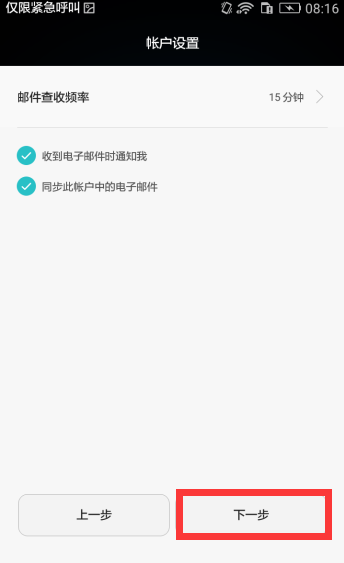 仅限紧急呼叫 08:16
帐户设置
邮件查收频率 15 分钟
收到电子邮件时通知我
同步此帐户中的电子邮件
上一步 下一步